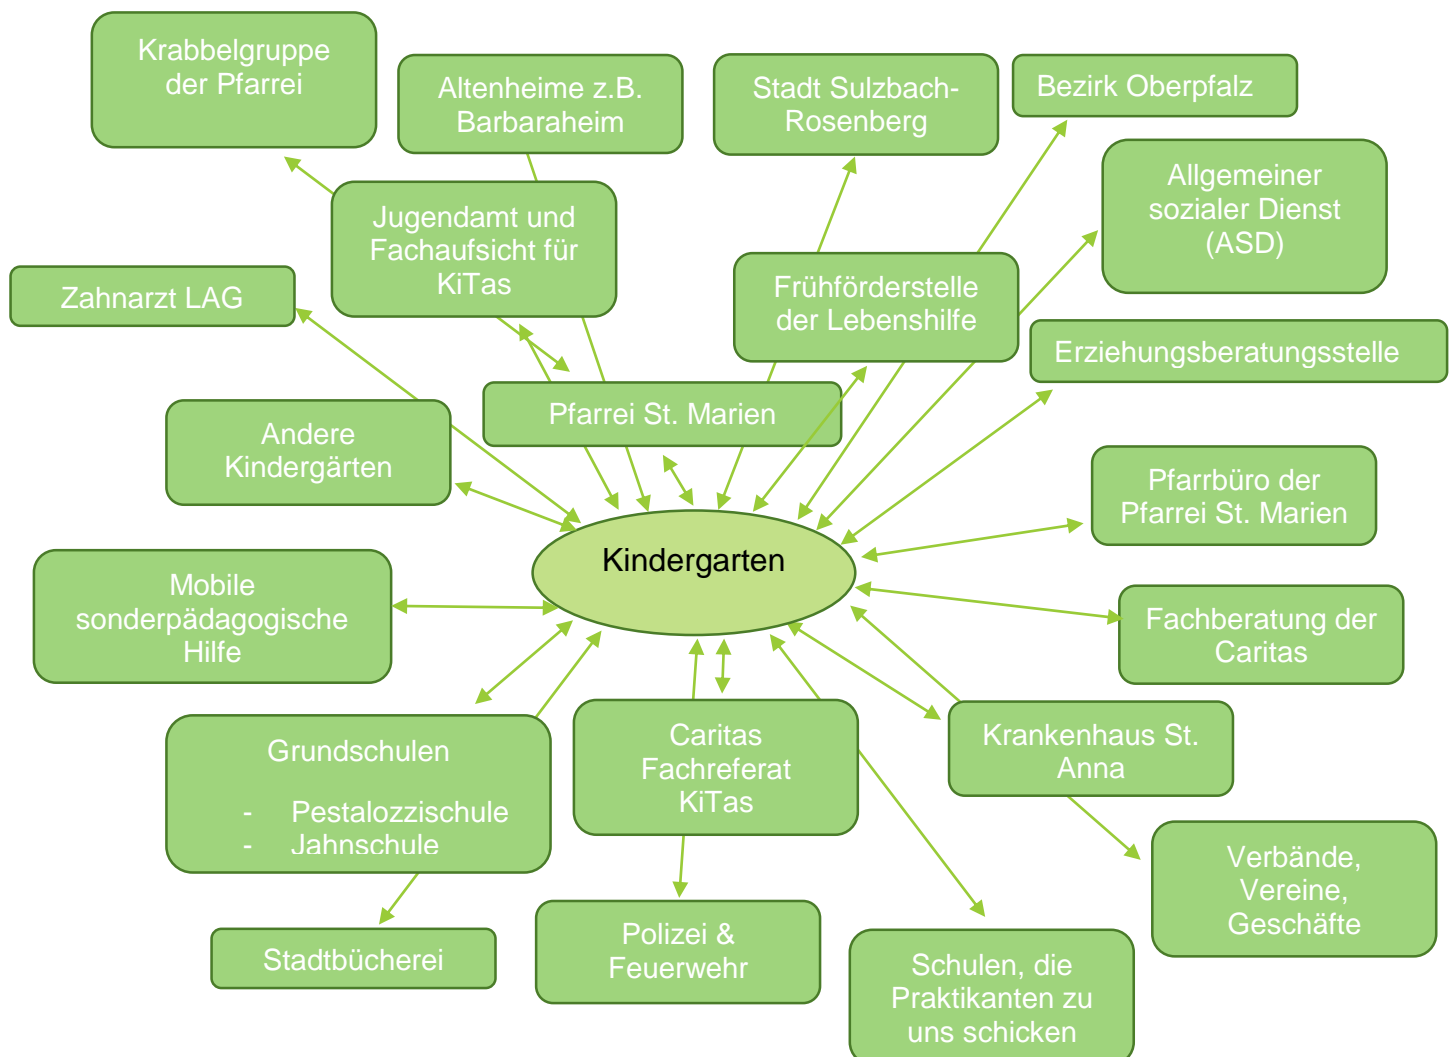 Krabbelgruppe
der Pfarrei
Altenheime z.B.
Barbaraheim
Stadt Sulzbach-
Rosenberg
Bezirk Oberpfalz
Allgemeiner
sozialer Dienst
(ASD)
Jugendamt und
Fachaufsicht für
KiTas
Zahnarzt LAG
Frühförderstelle
der Lebenshilfe
Erziehungsberatungsstelle
Pfarrei St. Marien
Andere
Kindergärten
Pfarrbüro der
Pfarrei St. Marien
Kindergarten
Mobile
sonderpädagogische
Hilfe
Fachberatung der
Caritas
Grundschulen
- Pestalozzischule
- Jahnschule
Caritas
Fachreferat
KiTas
Krankenhaus St.
Anna
Verbände,
Vereine,
Geschäfte
Stadtbücherei
Polizei &
Feuerwehr
Schulen, die
Praktikanten zu
uns schicken